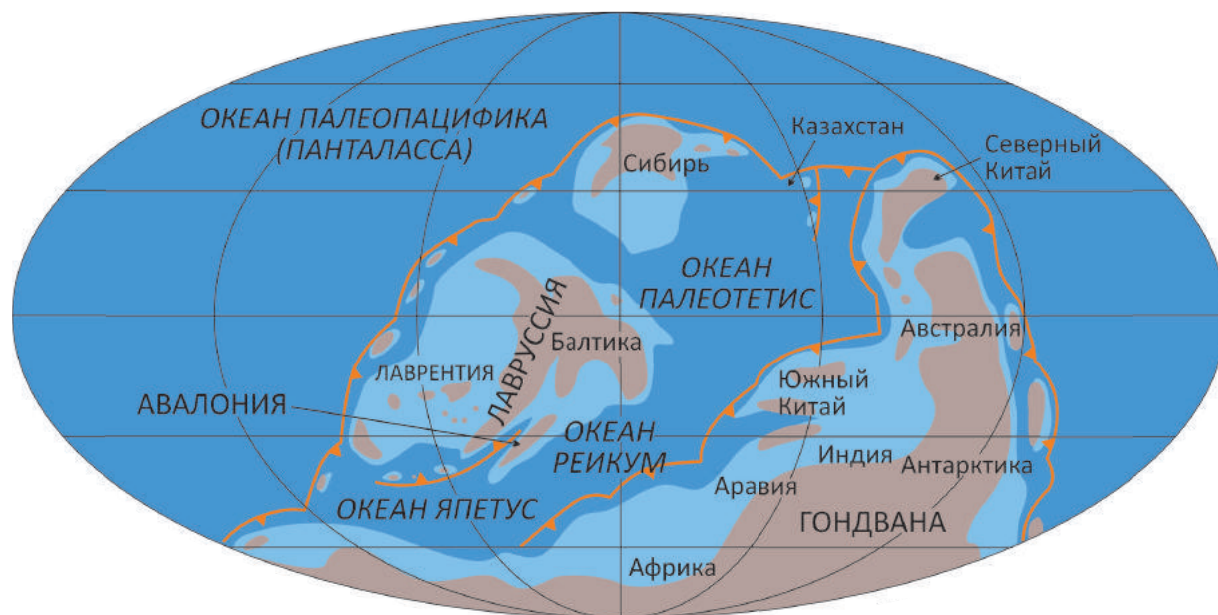 ОКЕАН ПАЛЕОПАЦИФИКА
(ПАНТАЛАССА)
Казахстан
Северный
Китай
Сибирь
ОКЕАН
ПАЛЕОТЕТИС
ЛАВРУССИЯ
Балтика
Австралия
ЛАВРЕНТИЯ
Южный
Китай
АВАЛОНИЯ
ОКЕАН
РЕИКУМ
Индия
Антарктика
Аравия
ОКЕАН ЯПЕТУС
ГОНДВАНА
Африка